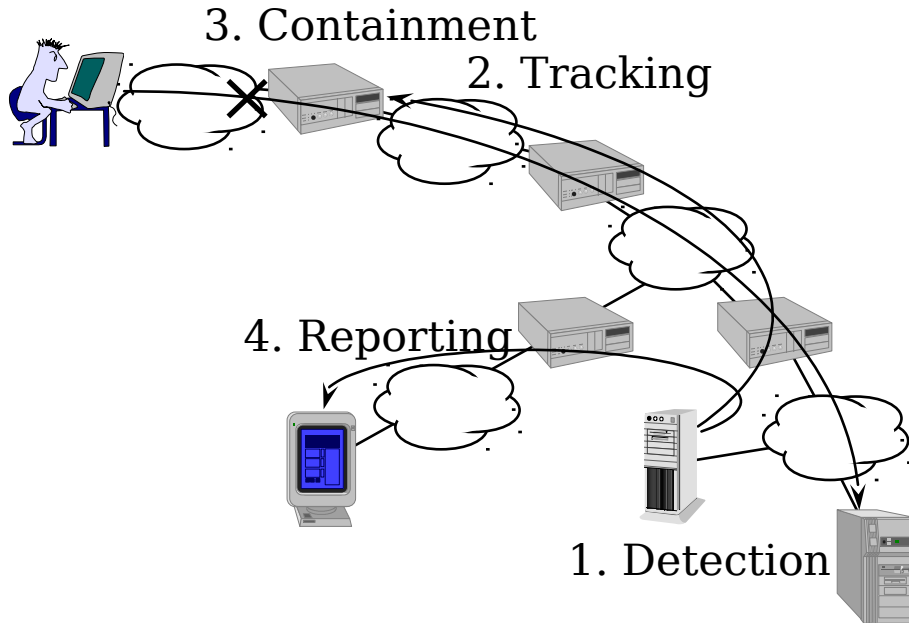 3. Containment
2. Tracking
4. Reporting
1. Detection